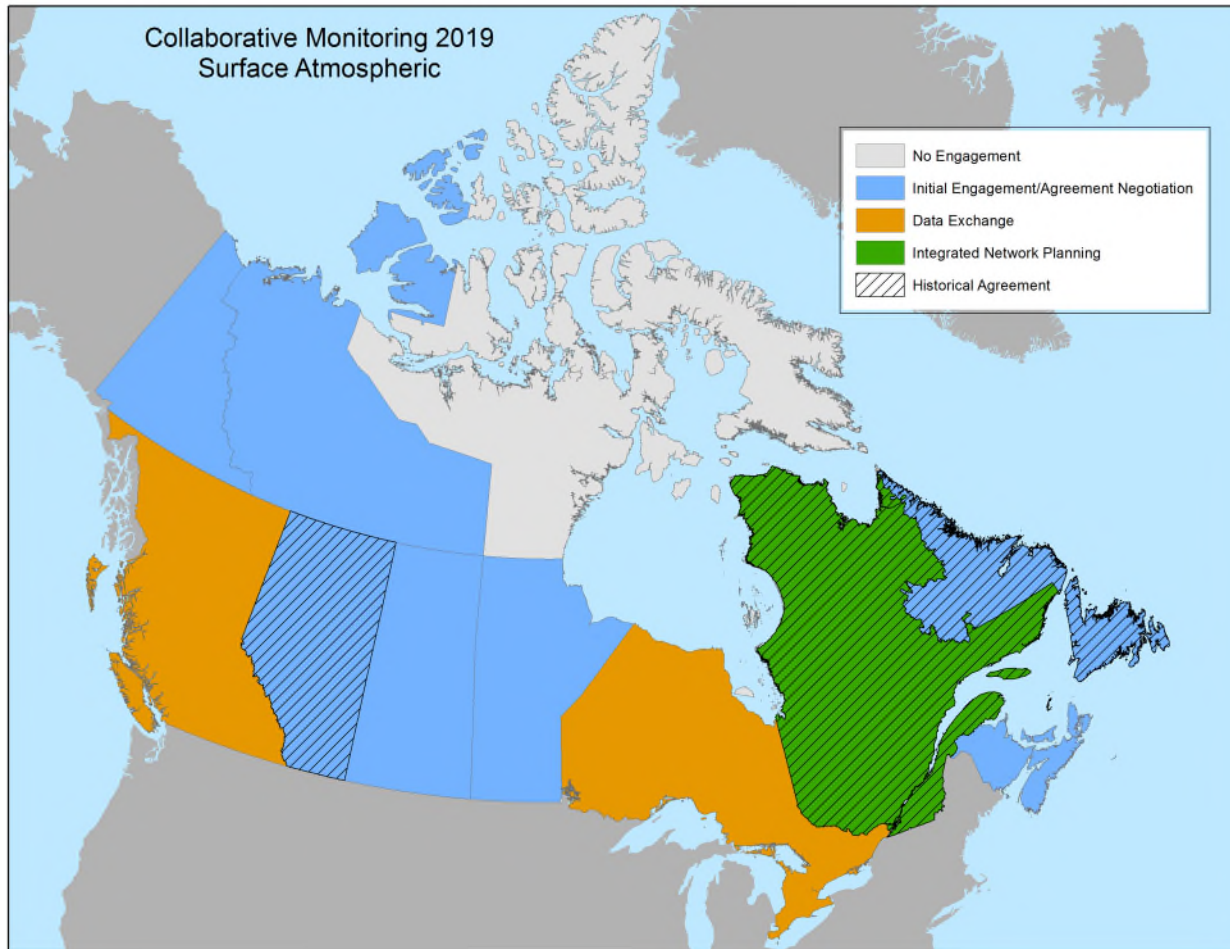 Collaborative Monitoring 2019
Surface Atmospheric
No Engagement
Initial Engagement/Agreement Negotiation
Data Exchange
Integrated Network Planning
Historical Agreement